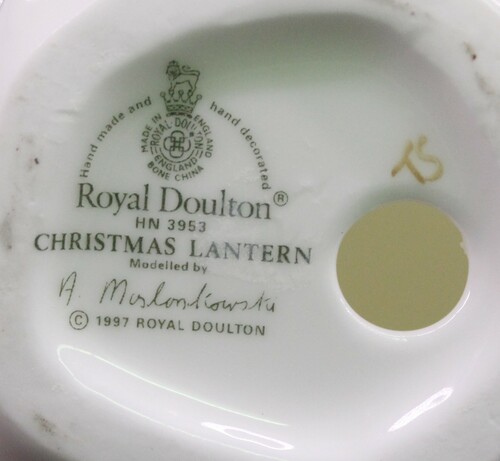 Hand made and hand decorated
MADE IN ENGLAND
ROYAL DOULTON
ENGLAND
BONE CHINA
Royal Doulton®
HN 3953
CHRISTMAS LANTERN
Modelled by
A. Maslankowski
© 1997 ROYAL DOULTON
TS